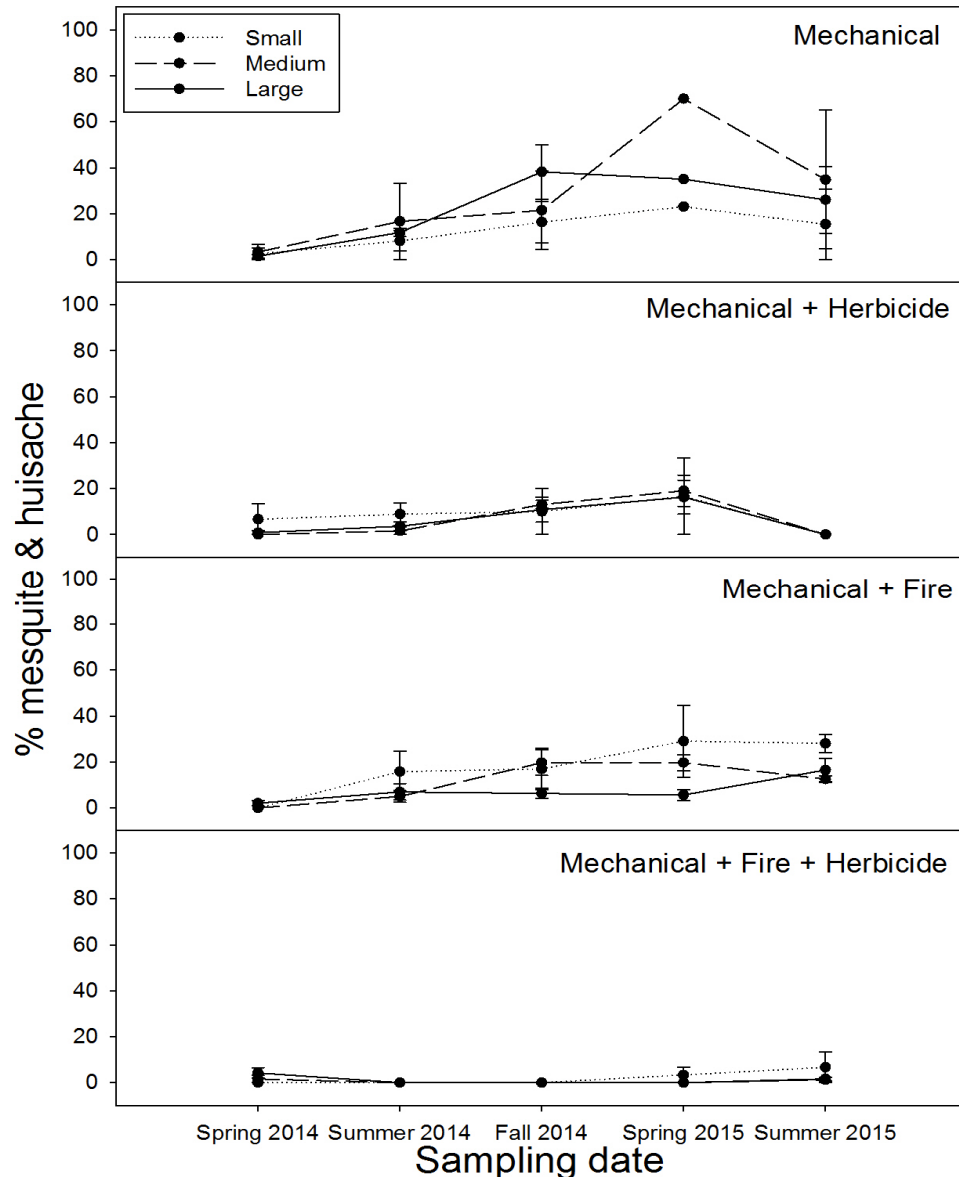 100
80
60
40
20
0
Small
Medium
Large
Mechanical
100
80
60
40
20
0
Mechanical + Herbicide
100
80
60
40
20
0
Mechanical + Fire
100
80
60
40
20
0
Mechanical + Fire + Herbicide
% mesquite & huisache
Spring 2014 Summer 2014 Fall 2014 Spring 2015 Summer 2015
Sampling date